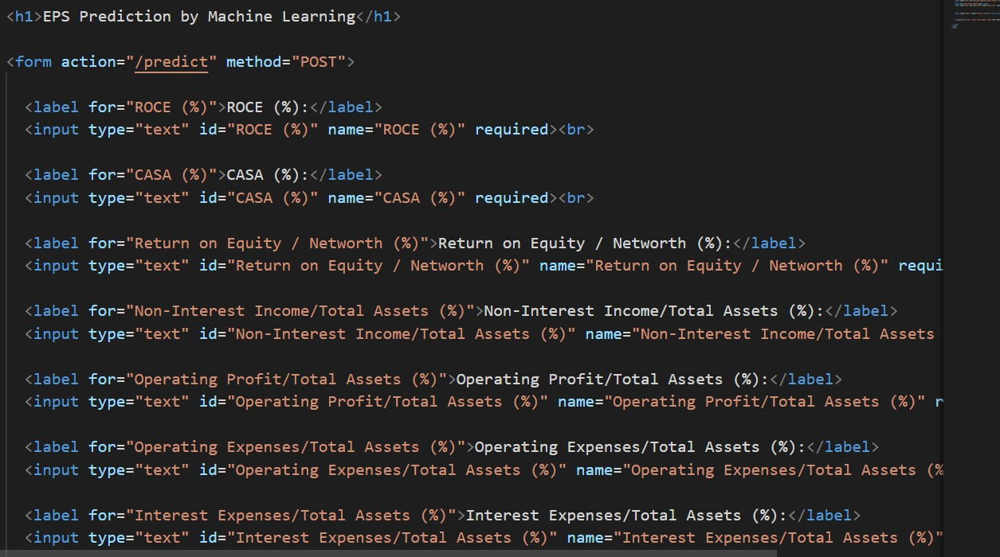 <h1>EPS Prediction by Machine Learning</h1>
<form action="/predict" method="POST">
<label for="ROCE (%)">ROCE (%):</label>
<input type="text" id="ROCE (%)" name="ROCE (%)" required><br>
<label for="CASA (%)">CASA (%):</label>
<input type="text" id="CASA (%)" name="CASA (%)" required><br>
<label for="Return on Equity / Networth (%)">Return on Equity / Networth (%):</label>
<input type="text" id="Return on Equity / Networth (%)" name="Return on Equity / Networth (%)" requi
<label for="Non-Interest Income/Total Assets (%)">Non-Interest Income/Total Assets (%):</label>
<input type="text" id="Non-Interest Income/Total Assets (%)" name="Non-Interest Income/Total Assets
<label for="Operating Profit/Total Assets (%)">Operating Profit/Total Assets (%):</label>
<input type="text" id="Operating Profit/Total Assets (%)" name="Operating Profit/Total Assets (%)" r
<label for="Operating Expenses/Total Assets (%)">Operating Expenses/Total Assets (%):</label>
<input type="text" id="Operating Expenses/Total Assets (%)" name="Operating Expenses/Total Assets (%
<label for="Interest Expenses/Total Assets (%)">Interest Expenses/Total Assets (%):</label>
<input type="text" id="Interest Expenses/Total Assets (%)" name="Interest Expenses/Total Assets (%)"